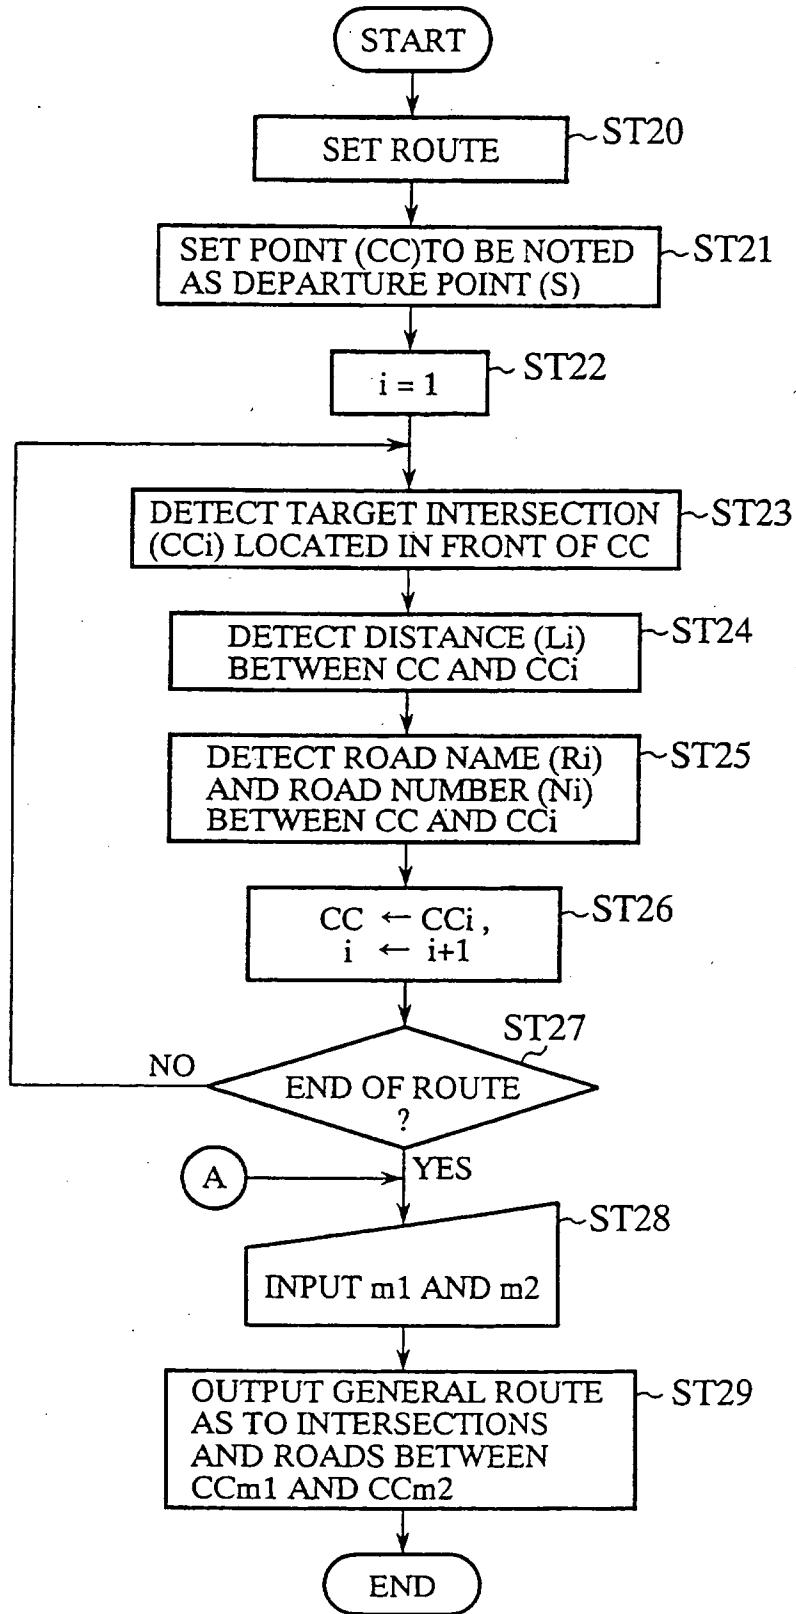 START
SET ROUTE
ST20
SET POINT (CC)TO BE NOTED
AS DEPARTURE POINT (S)
ST21
i = 1
ST22
DETECT TARGET INTERSECTION
(CCi) LOCATED IN FRONT OF CC
ST23
DETECT DISTANCE (Li)
BETWEEN CC AND CCi
ST24
DETECT ROAD NAME (Ri)
AND ROAD NUMBER (Ni)
BETWEEN CC AND CCi
ST25
CC ← CCi ,
i ← i+1
ST26
ST27
NO
END OF ROUTE
?
YES
A
ST28
INPUT m1 AND m2
OUTPUT GENERAL ROUTE
AS TO INTERSECTIONS
AND ROADS BETWEEN
CCm1 AND CCm2
ST29
END